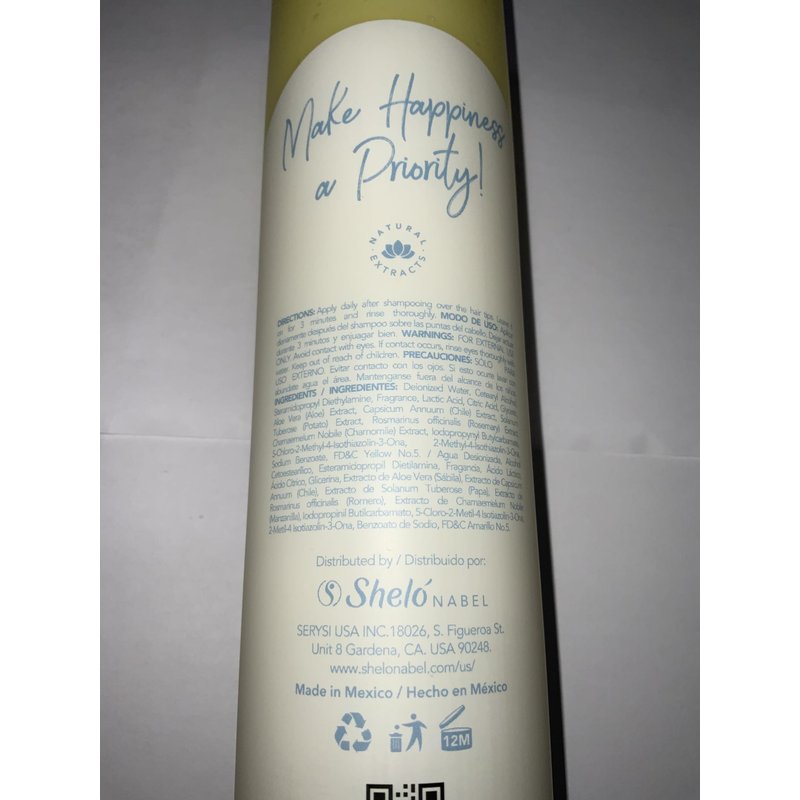 Make Happiness
a Priority!
NATURAL
EXTRACTS
DIRECTIONS: Apply daily after shampooing over the hair tips. Leave it
on for 3 minutes and rinse thoroughly. MODO DE USO: Aplicar
diariamente después del shampoo sobre las puntas del cabello. Dejar actuar
durante 3 minutos y enjuagar bien. WARNINGS: FOR EXTERNAL USE
ONLY. Avoid contact with eyes. If contact occurs, rinse eyes thoroughly with
water. Keep out of reach of children. PRECAUCIONES: SÓLO PARA
USO EXTERNO. Evitar contacto con los ojos. Si esto ocurre lavar con
abundante agua el área. Mantengase fuera del alcance de los niños.
INGREDIENTS / INGREDIENTES: Deionized Water, Cetearyl Alcohol,
Steramidopropyl Diethylamine, Fragrance, Lactic Acid, Citric Acid, Glycerin,
Aloe Vera (Aloe) Extract, Capsicum Annuum (Chile) Extract, Solanum
Tuberose (Potato) Extract, Rosmarinus officinalis (Rosemary) Extract,
Chamaemelum Nobile (Chamomile) Extract, Iodopropynyl Butylcarbamate,
5-Chloro-2-Methyl-4-Isothiazolin-3-Ona, 2-Methyl-4-Isothiazolin-3-Ona,
Sodium Benzoate, FD&C Yellow No.5. / Agua Desionizada, Alcohol
Cetoestearílico, Esteramidopropil Dietilamina, Fragancia, Ácido Láctico,
Ácido Cítrico, Glicerina, Extracto de Aloe Vera (Sábila), Extracto de Capsicum
Annuum (Chile), Extracto de Solanum Tuberose (Papa), Extracto de
Rosmarinus officinalis (Romero), Extracto de Chamaemelum Nobile
(Manzanilla), Iodopropinil Butilcarbamato, 5-Cloro-2-Metil-4 Isotiazolin-3-Ona,
2-Metil-4 Isotiazolin-3-Ona, Benzoato de Sodio, FD&C Amarillo No.5.
Distributed by / Distribuido por:
Sheló NABEL
SERYSI USA INC.18026, S. Figueroa St.
Unit 8 Gardena, CA. USA 90248.
www.shelonabel.com/us/
Made in Mexico / Hecho en México
12M